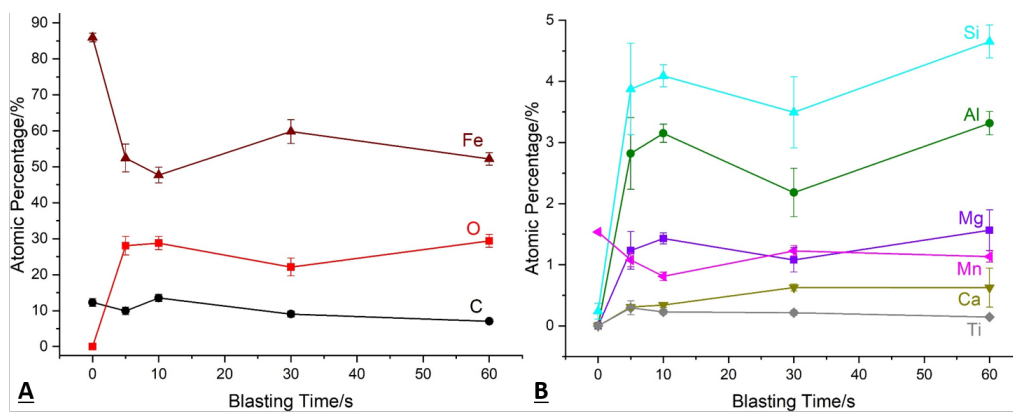 Atomic Percentage/%
90
80
70
60
50
40
30
20
10
0
Fe
O
C
0 10 20 30 40 50 60
A
Blasting Time/s
Atomic Percentage/%
5
4
3
2
1
0
Si
Al
Mg
Mn
Ca
Ti
0 10 20 30 40 50 60
B
Blasting Time/s